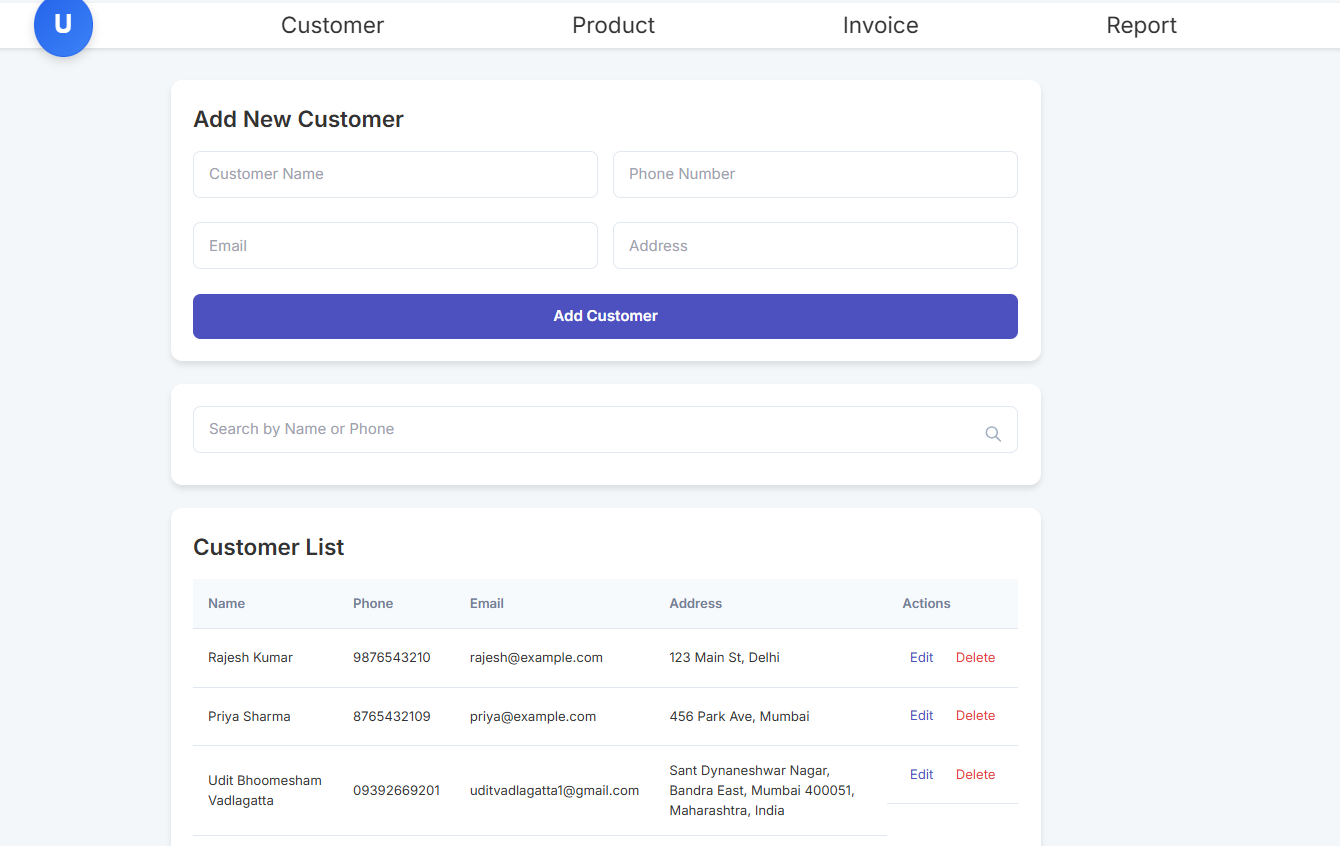 U
Customer Product Invoice Report
Add New Customer
Customer Name Phone Number
Email Address
Add Customer
Search by Name or Phone
Customer List
Name Phone Email Address Actions
Rajesh Kumar 9876543210 rajesh@example.com 123 Main St, Delhi Edit Delete
Priya Sharma 8765432109 priya@example.com 456 Park Ave, Mumbai Edit Delete
Udit Bhoomesham
Vadlagatta
09392669201
uditvadlagatta1@gmail.com
Sant Dynaneshwar Nagar,
Bandra East, Mumbai 400051,
Maharashtra, India
Edit Delete